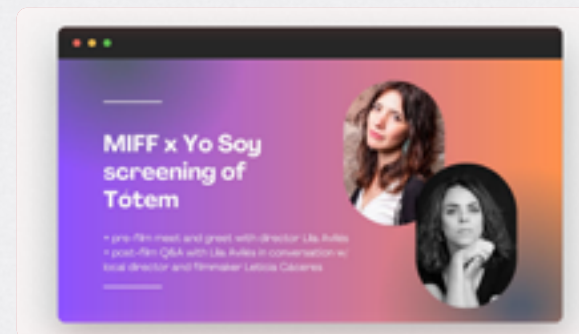 MIFF x Yo Soy
screening of
Tótem
+ pre-film meet and greet with director Lila Avilés
+ post-film Q&A with Lila Avilés in conversation w/
local director and filmmaker Leticia Cáceres